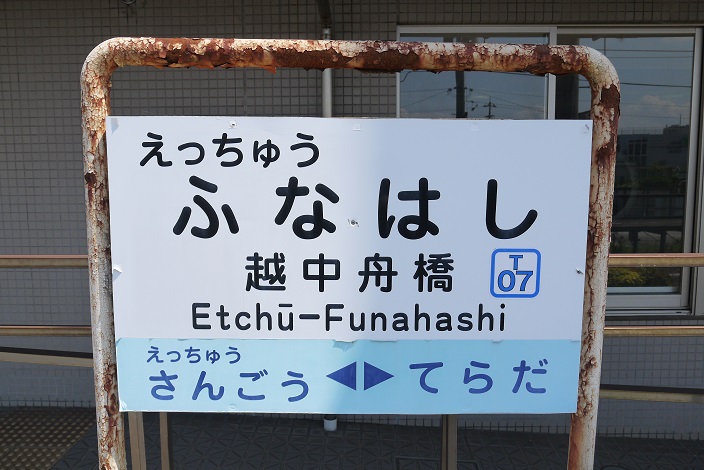 えっちゅう
ふなはし
越中舟橋
T
07
Etchū-Funahashi
えっちゅう
さんごう ◀▶ てらだ